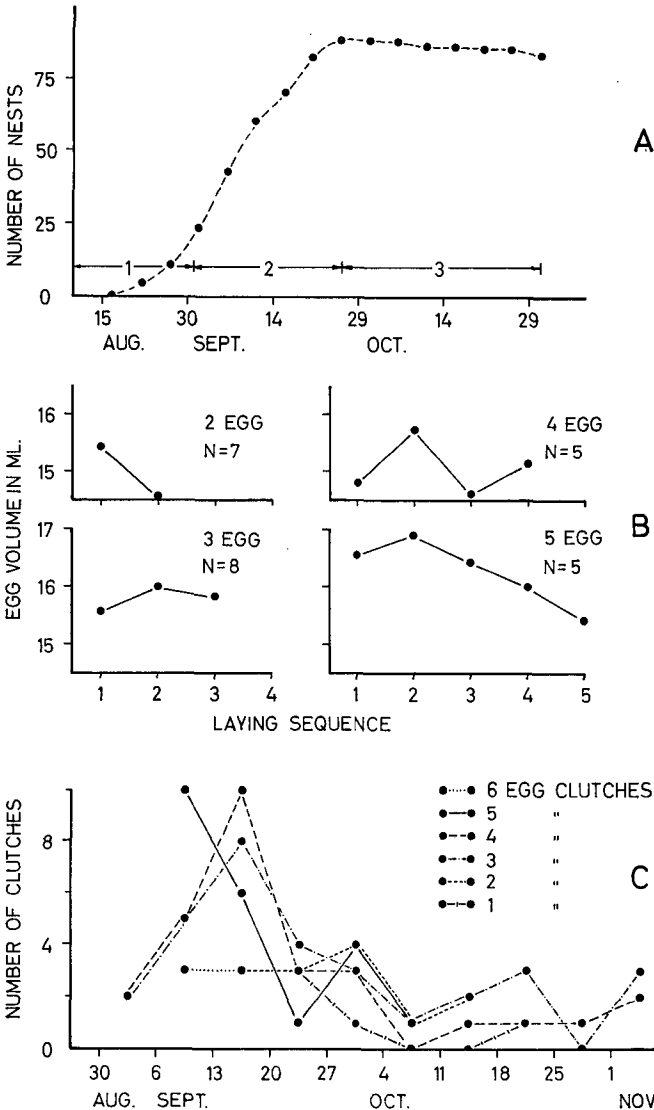 A
NUMBER OF NESTS
75
50
25
0
1 2 3
15 30 14 29 14 29
AUG. SEPT. OCT.
B
EGG VOLUME IN ML.
16
15
2 EGG
N=7
4 EGG
N=5
17
16
15
3 EGG
N=8
5 EGG
N=5
1 2 3 4
1 2 3 4 5
LAYING SEQUENCE
C
NUMBER OF CLUTCHES
8
4
0
6 EGG CLUTCHES
5 "
4 "
3 "
2 "
1 "
30 6 13 20 27 4 11 18 25 1
AUG. SEPT. OCT. NOV